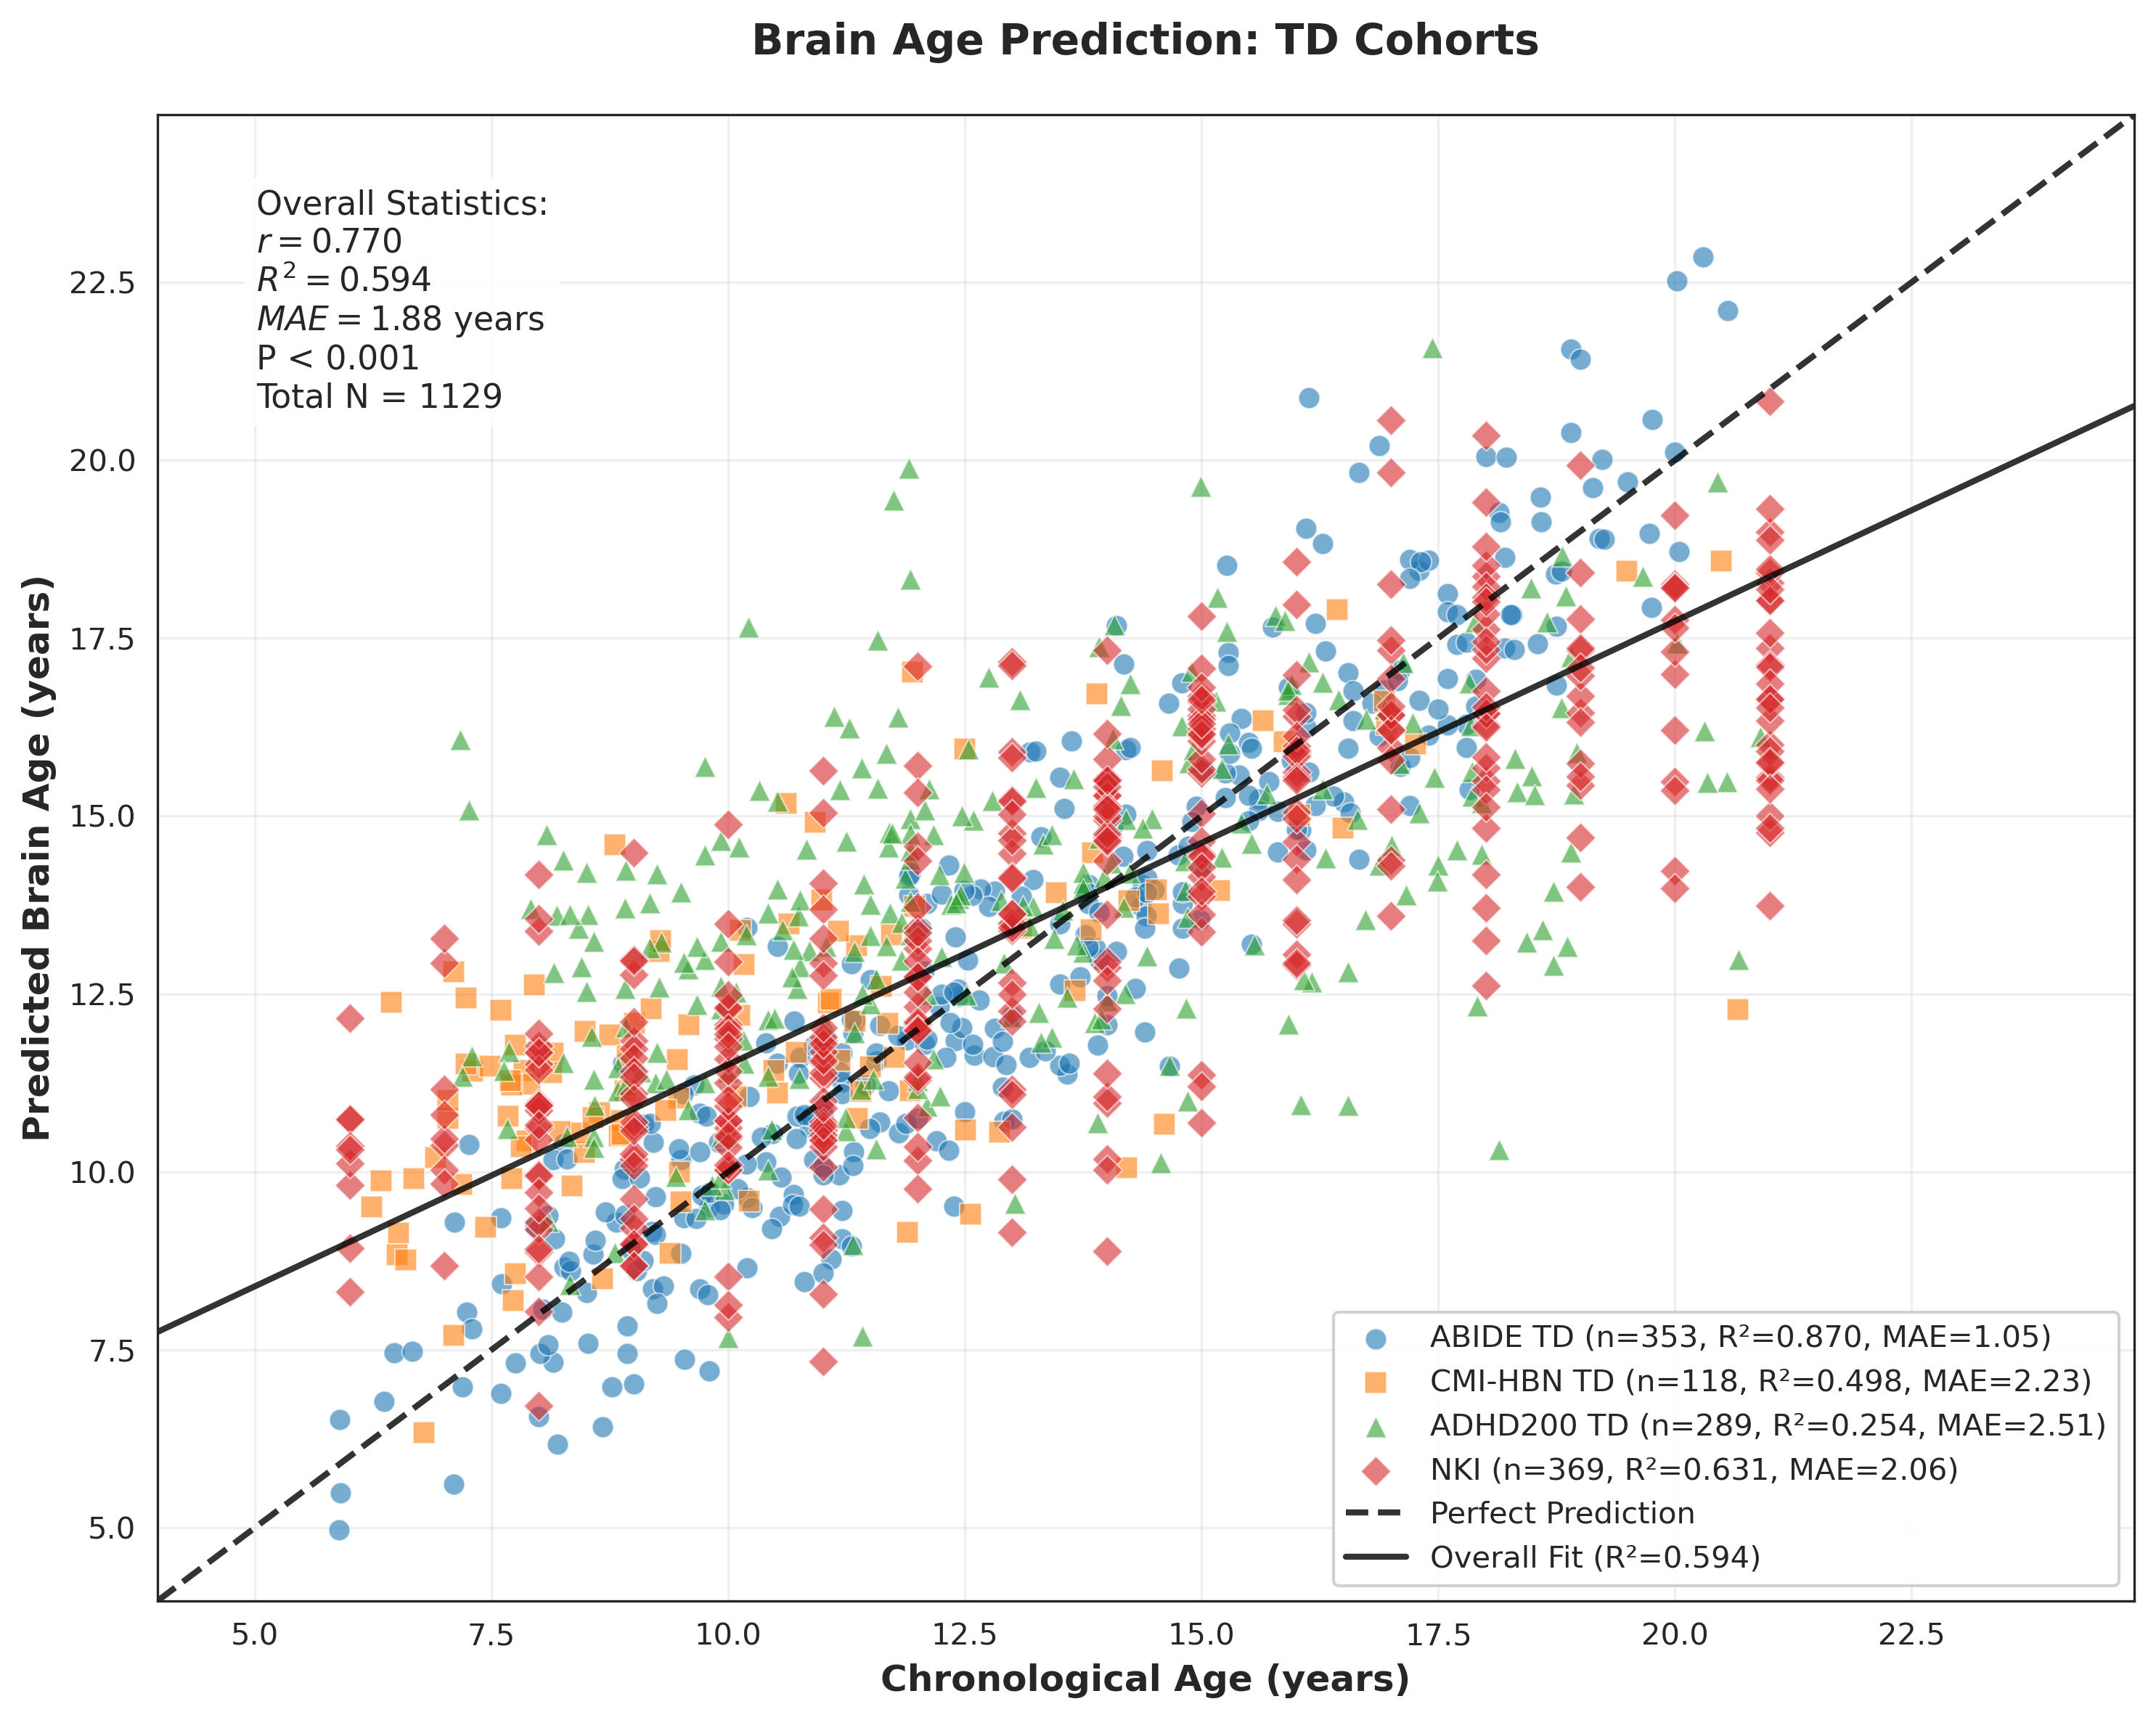 Brain Age Prediction: TD Cohorts
Overall Statistics:
r = 0.770
R² = 0.594
MAE = 1.88 years
P < 0.001
Total N = 1129
Predicted Brain Age (years)
22.5
20.0
17.5
15.0
12.5
10.0
7.5
5.0
ABIDE TD (n=353, R²=0.870, MAE=1.05)
CMI-HBN TD (n=118, R²=0.498, MAE=2.23)
ADHD200 TD (n=289, R²=0.254, MAE=2.51)
NKI (n=369, R²=0.631, MAE=2.06)
Perfect Prediction
Overall Fit (R²=0.594)
5.0 7.5 10.0 12.5 15.0 17.5 20.0 22.5
Chronological Age (years)